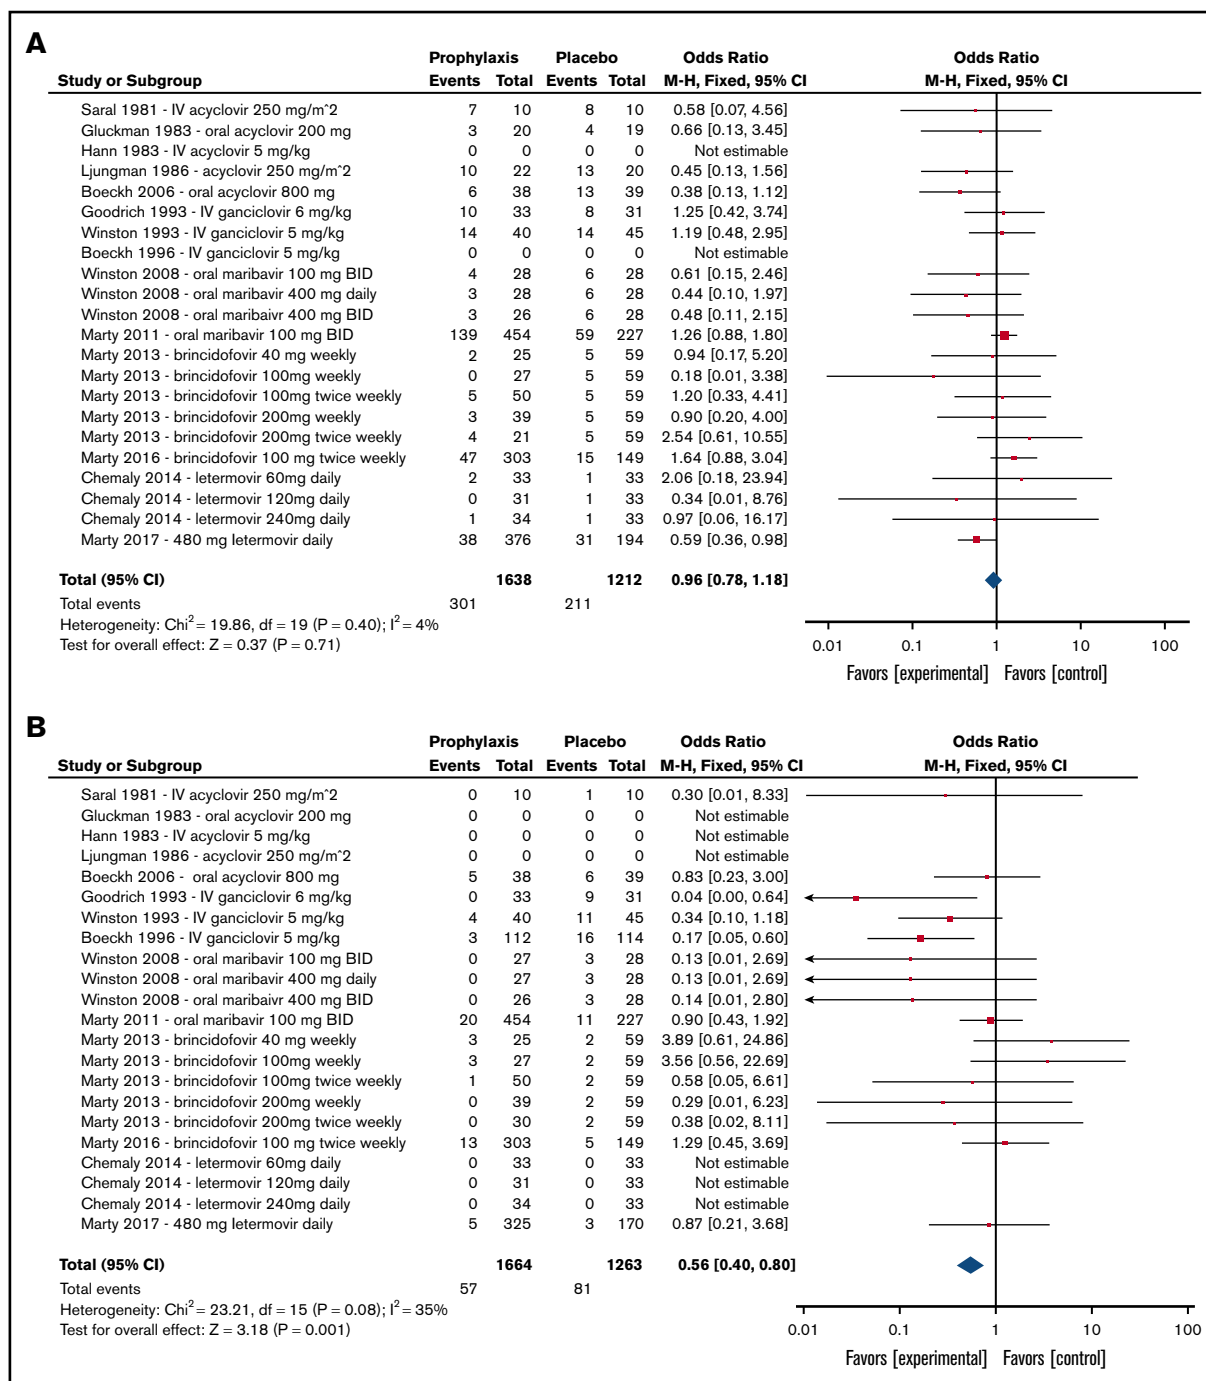 A
Prophylaxis Placebo Odds Ratio Odds Ratio
Study or Subgroup Events Total Events Total M-H, Fixed, 95% CI M-H, Fixed, 95% CI
Saral 1981 - IV acyclovir 250 mg/m^2 7 10 8 10 0.58 [0.07, 4.56]
Gluckman 1983 - oral acyclovir 200 mg 3 20 4 19 0.66 [0.13, 3.45]
Hann 1983 - IV acyclovir 5 mg/kg 0 0 0 0 Not estimable
Ljungman 1986 - acyclovir 250 mg/m^2 10 22 13 20 0.45 [0.13, 1.56]
Boeckh 2006 - oral acyclovir 800 mg 6 38 13 39 0.38 [0.13, 1.12]
Goodrich 1993 - IV ganciclovir 6 mg/kg 10 33 8 31 1.25 [0.42, 3.74]
Winston 1993 - IV ganciclovir 5 mg/kg 14 40 14 45 1.19 [0.48, 2.95]
Boeckh 1996 - IV ganciclovir 5 mg/kg 0 0 0 0 Not estimable
Winston 2008 - oral maribavir 100 mg BID 4 28 6 28 0.61 [0.15, 2.46]
Winston 2008 - oral maribavir 400 mg daily 3 28 6 28 0.44 [0.10, 1.97]
Winston 2008 - oral maribaivr 400 mg BID 3 26 6 28 0.48 [0.11, 2.15]
Marty 2011 - oral maribavir 100 mg BID 139 454 59 227 1.26 [0.88, 1.80]
Marty 2013 - brincidofovir 40 mg weekly 2 25 5 59 0.94 [0.17, 5.20]
Marty 2013 - brincidofovir 100mg weekly 0 27 5 59 0.18 [0.01, 3.38]
Marty 2013 - brincidofovir 100mg twice weekly 5 50 5 59 1.20 [0.33, 4.41]
Marty 2013 - brincidofovir 200mg weekly 3 39 5 59 0.90 [0.20, 4.00]
Marty 2013 - brincidofovir 200mg twice weekly 4 21 5 59 2.54 [0.61, 10.55]
Marty 2016 - brincidofovir 100 mg twice weekly 47 303 15 149 1.64 [0.88, 3.04]
Chemaly 2014 - letermovir 60mg daily 2 33 1 33 2.06 [0.18, 23.94]
Chemaly 2014 - letermovir 120mg daily 0 31 1 33 0.34 [0.01, 8.76]
Chemaly 2014 - letermovir 240mg daily 1 34 1 33 0.97 [0.06, 16.17]
Marty 2017 - 480 mg letermovir daily 38 376 31 194 0.59 [0.36, 0.98]
Total (95% CI) 1638 1212 0.96 [0.78, 1.18]
Total events 301 211
Heterogeneity: Chi² = 19.86, df = 19 (P = 0.40); I² = 4%
Test for overall effect: Z = 0.37 (P = 0.71)
0.01 0.1 1 10 100
Favors [experimental] Favors [control]
B
Prophylaxis Placebo Odds Ratio Odds Ratio
Study or Subgroup Events Total Events Total M-H, Fixed, 95% CI M-H, Fixed, 95% CI
Saral 1981 - IV acyclovir 250 mg/m^2 0 10 1 10 0.30 [0.01, 8.33]
Gluckman 1983 - oral acyclovir 200 mg 0 0 0 0 Not estimable
Hann 1983 - IV acyclovir 5 mg/kg 0 0 0 0 Not estimable
Ljungman 1986 - acyclovir 250 mg/m^2 0 0 0 0 Not estimable
Boeckh 2006 - oral acyclovir 800 mg 5 38 6 39 0.83 [0.23, 3.00]
Goodrich 1993 - IV ganciclovir 6 mg/kg 0 33 9 31 0.04 [0.00, 0.64]
Winston 1993 - IV ganciclovir 5 mg/kg 4 40 11 45 0.34 [0.10, 1.18]
Boeckh 1996 - IV ganciclovir 5 mg/kg 3 112 16 114 0.17 [0.05, 0.60]
Winston 2008 - oral maribavir 100 mg BID 0 27 3 28 0.13 [0.01, 2.69]
Winston 2008 - oral maribavir 400 mg daily 0 27 3 28 0.13 [0.01, 2.69]
Winston 2008 - oral maribaivr 400 mg BID 0 26 3 28 0.14 [0.01, 2.80]
Marty 2011 - oral maribavir 100 mg BID 20 454 11 227 0.90 [0.43, 1.92]
Marty 2013 - brincidofovir 40 mg weekly 3 25 2 59 3.89 [0.61, 24.86]
Marty 2013 - brincidofovir 100mg weekly 3 27 2 59 3.56 [0.56, 22.69]
Marty 2013 - brincidofovir 100mg twice weekly 1 50 2 59 0.58 [0.05, 6.61]
Marty 2013 - brincidofovir 200mg weekly 0 39 2 59 0.29 [0.01, 6.23]
Marty 2013 - brincidofovir 200mg twice weekly 0 30 2 59 0.38 [0.02, 8.11]
Marty 2016 - brincidofovir 100 mg twice weekly 13 303 5 149 1.29 [0.45, 3.69]
Chemaly 2014 - letermovir 60mg daily 0 33 0 33 Not estimable
Chemaly 2014 - letermovir 120mg daily 0 31 0 33 Not estimable
Chemaly 2014 - letermovir 240mg daily 0 34 0 33 Not estimable
Marty 2017 - 480 mg letermovir daily 5 325 3 170 0.87 [0.21, 3.68]
Total (95% CI) 1664 1263 0.56 [0.40, 0.80]
Total events 57 81
Heterogeneity: Chi² = 23.21, df = 15 (P = 0.08); I² = 35%
Test for overall effect: Z = 3.18 (P = 0.001)
0.01 0.1 1 10 100
Favors [experimental] Favors [control]